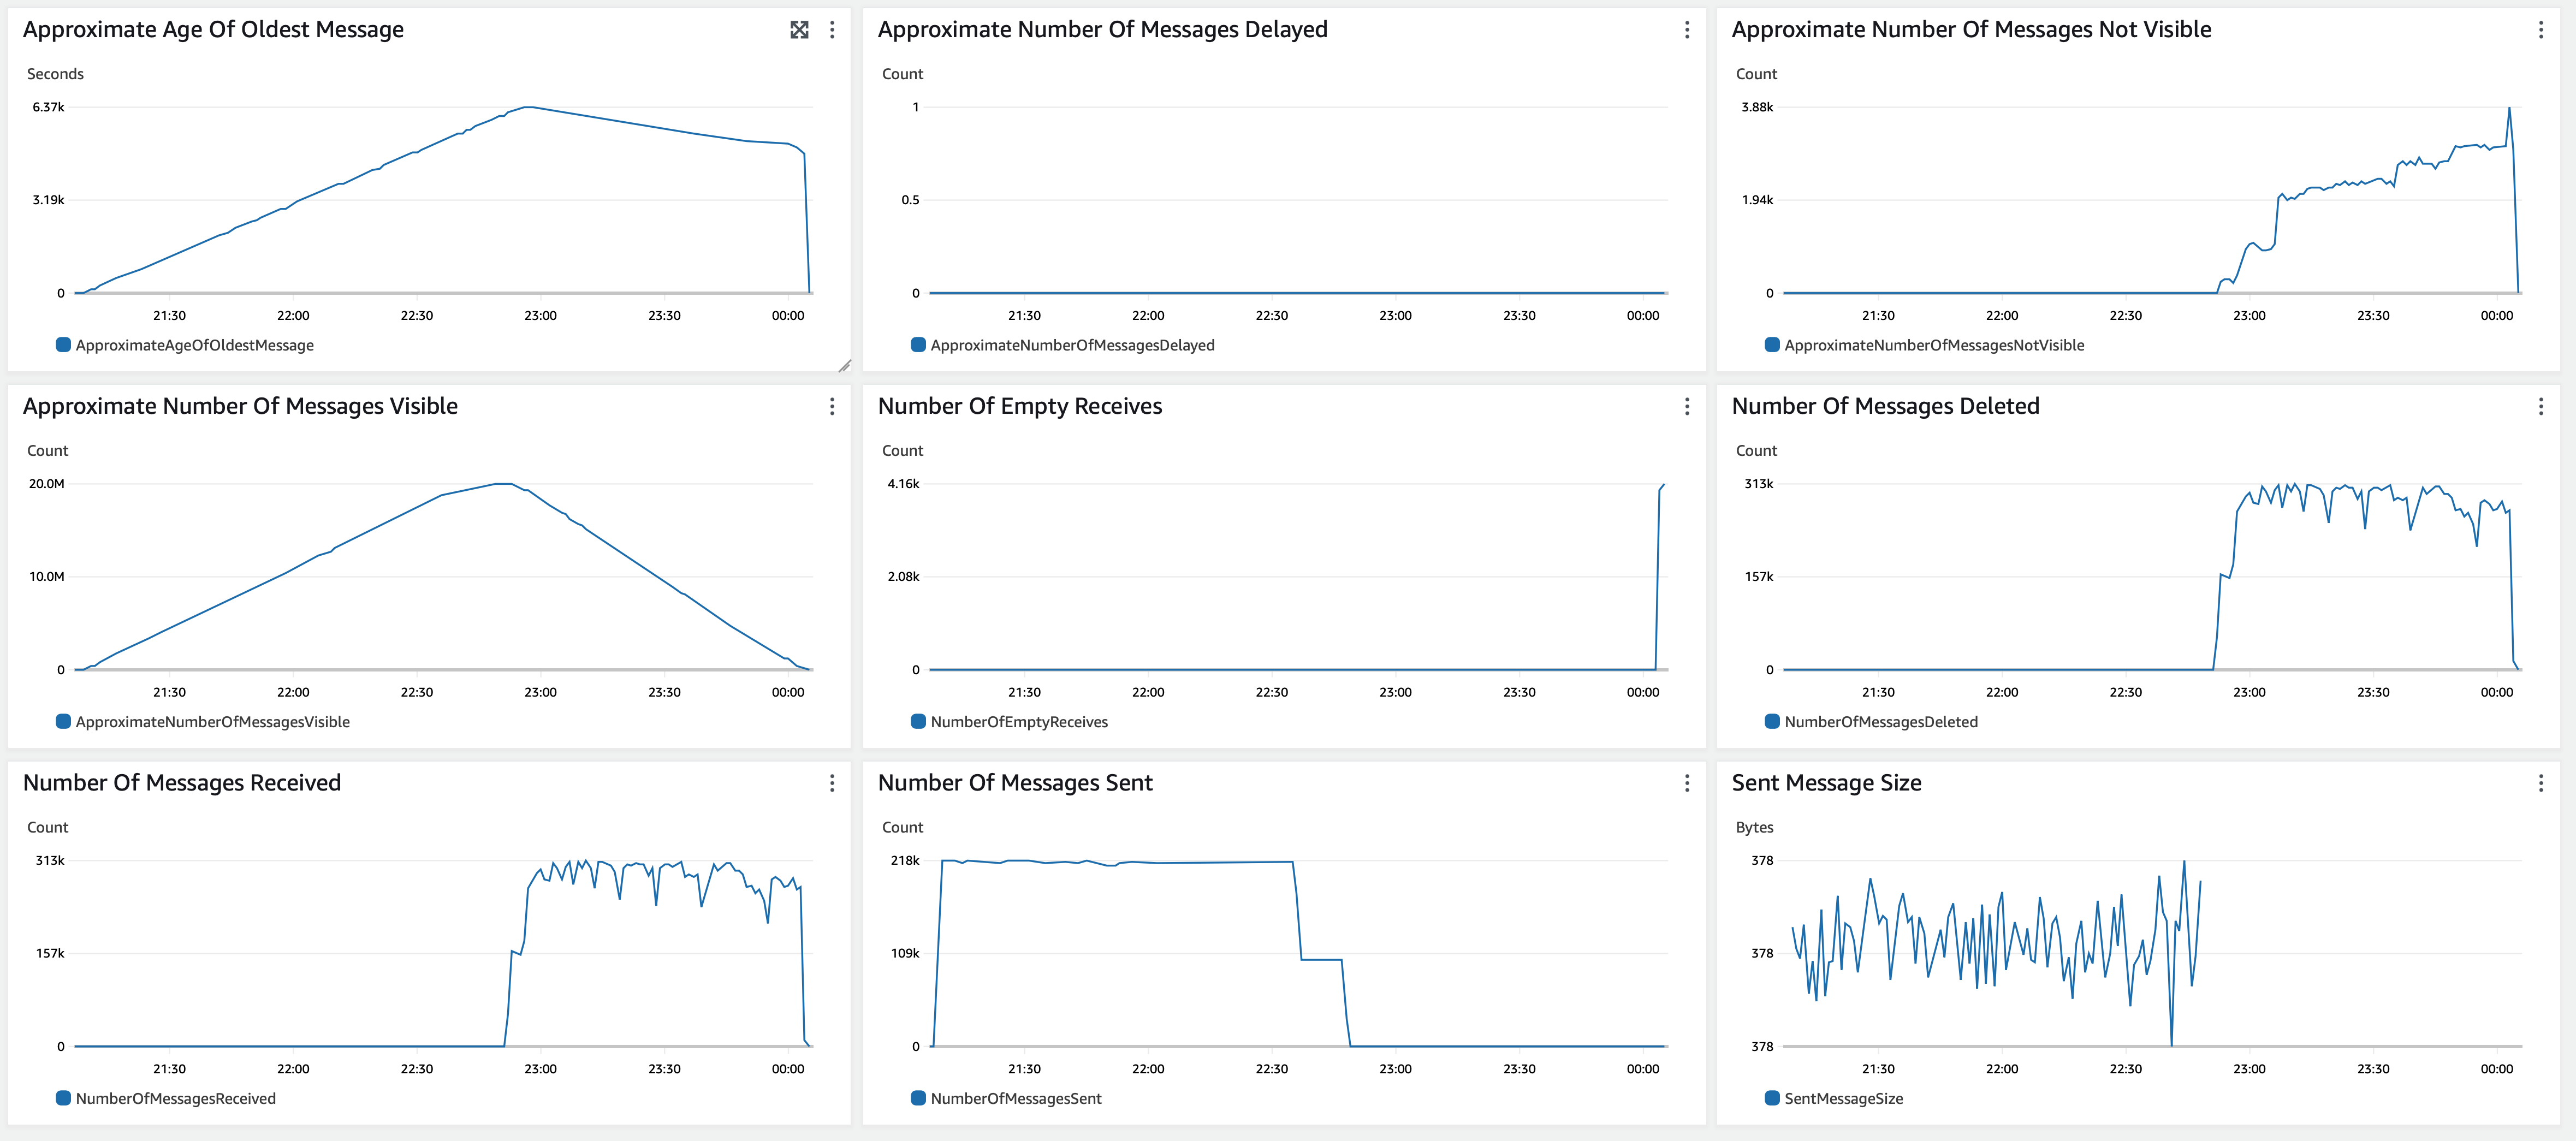 Approximate Age Of Oldest Message
Seconds
6.37k
3.19k
0
21:30 22:00 22:30 23:00 23:30 00:00
ApproximateAgeOfOldestMessage
Approximate Number Of Messages Delayed
Count
1
0.5
0
21:30 22:00 22:30 23:00 23:30 00:00
ApproximateNumberOfMessagesDelayed
Approximate Number Of Messages Not Visible
Count
3.88k
1.94k
0
21:30 22:00 22:30 23:00 23:30 00:00
ApproximateNumberOfMessagesNotVisible
Approximate Number Of Messages Visible
Count
20.0M
10.0M
0
21:30 22:00 22:30 23:00 23:30 00:00
ApproximateNumberOfMessagesVisible
Number Of Empty Receives
Count
4.16k
2.08k
0
21:30 22:00 22:30 23:00 23:30 00:00
NumberOfEmptyReceives
Number Of Messages Deleted
Count
313k
157k
0
21:30 22:00 22:30 23:00 23:30 00:00
NumberOfMessagesDeleted
Number Of Messages Received
Count
313k
157k
0
21:30 22:00 22:30 23:00 23:30 00:00
NumberOfMessagesReceived
Number Of Messages Sent
Count
218k
109k
0
21:30 22:00 22:30 23:00 23:30 00:00
NumberOfMessagesSent
Sent Message Size
Bytes
378
378
378
21:30 22:00 22:30 23:00 23:30 00:00
SentMessageSize